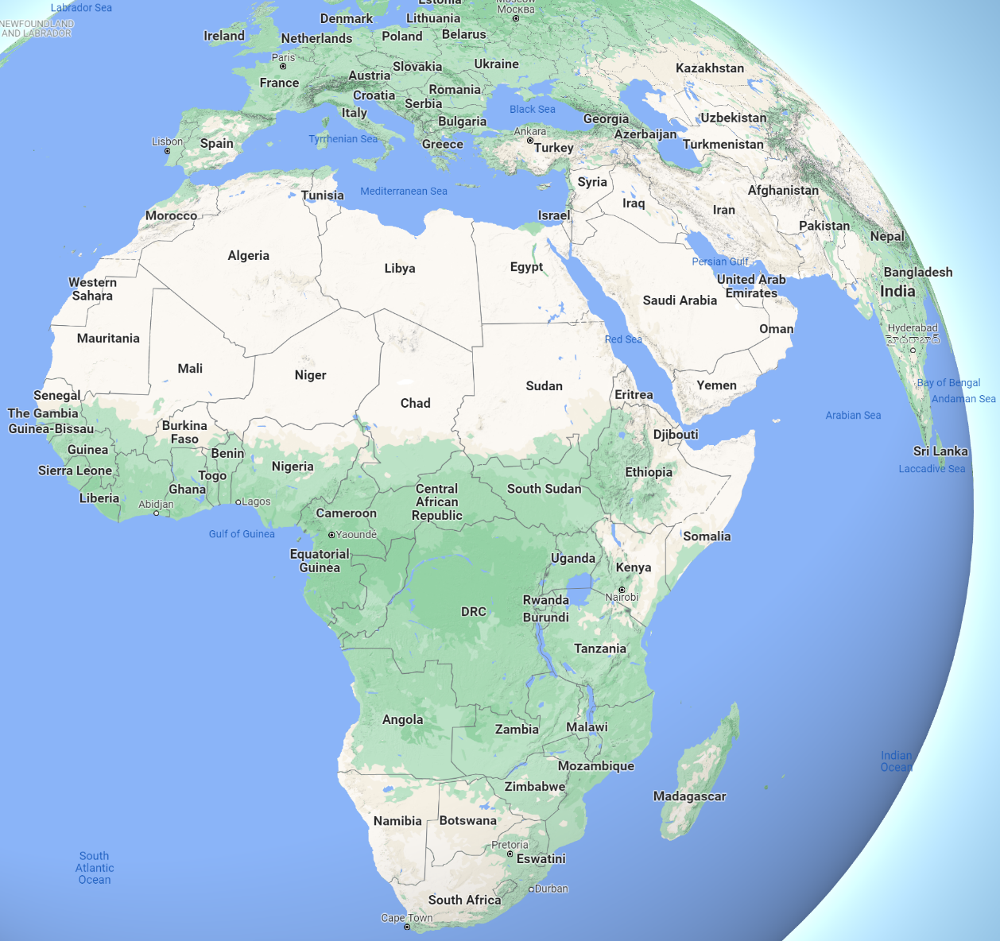 Labrador Sea
Estonia
Moscow
Москва
NEWFOUNDLAND
AND LABRADOR
Denmark
Lithuania
Ireland
Netherlands
Poland
Belarus
Paris
Slovakia
Ukraine
Kazakhstan
France
Austria
Croatia
Romania
Serbia
Italy
Black Sea
Bulgaria
Georgia
Uzbekistan
Lisbon
Spain
Tyrrhenian Sea
Greece
Ankara
Turkey
Azerbaijan
Turkmenistan
Tunisia
Mediterranean Sea
Syria
Afghanistan
Morocco
Israel
Iraq
Iran
Pakistan
Nepal
Algeria
Libya
Egypt
Persian Gulf
Bangladesh
Western
Sahara
United Arab
Emirates
India
Saudi Arabia
Mauritania
Red Sea
Oman
Hyderabad
హైదరాబాద్
Mali
Niger
Sudan
Yemen
Bay of Bengal
Senegal
Chad
Eritrea
Andaman Sea
The Gambia
Guinea-Bissau
Arabian Sea
Burkina
Faso
Djibouti
Guinea
Benin
Sri Lanka
Sierra Leone
Togo
Nigeria
Ethiopia
Laccadive Sea
Liberia
Ghana
Abidjan
Lagos
Central
African
Republic
South Sudan
Cameroon
Gulf of Guinea
Yaoundé
Somalia
Equatorial
Guinea
Uganda
Kenya
Nairobi
Rwanda
Burundi
DRC
Tanzania
Angola
Zambia
Malawi
Mozambique
Indian
Ocean
Zimbabwe
Madagascar
Namibia
Botswana
Pretoria
Eswatini
South
Atlantic
Ocean
Durban
South Africa
Cape Town